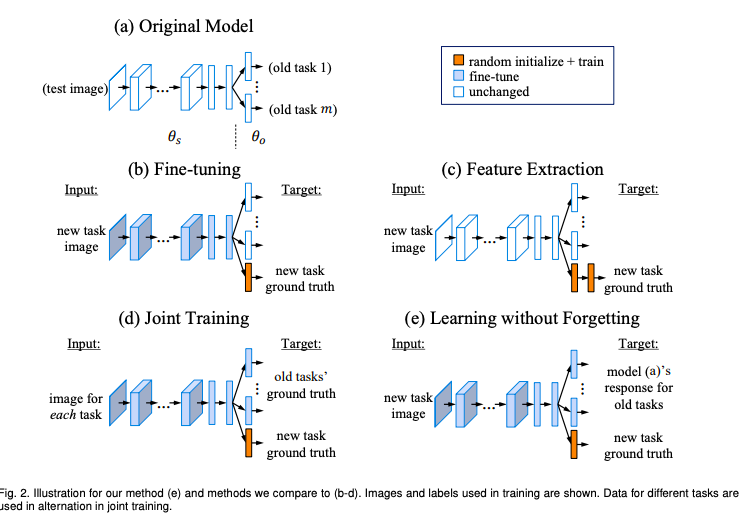 (a) Original Model
(test image)
...
(old task 1)
(old task m)
θs
θo
random initialize + train
fine-tune
unchanged
(b) Fine-tuning
Input:
Target:
new task
image
...
new task
ground truth
(c) Feature Extraction
Input:
Target:
new task
image
...
new task
ground truth
(d) Joint Training
Input:
Target:
image for
each task
...
old tasks'
ground truth
new task
ground truth
(e) Learning without Forgetting
Input:
Target:
new task
image
...
model (a)'s
response for
old tasks
new task
ground truth
Fig. 2. Illustration for our method (e) and methods we compare to (b-d). Images and labels used in training are shown. Data for different tasks are
used in alternation in joint training.